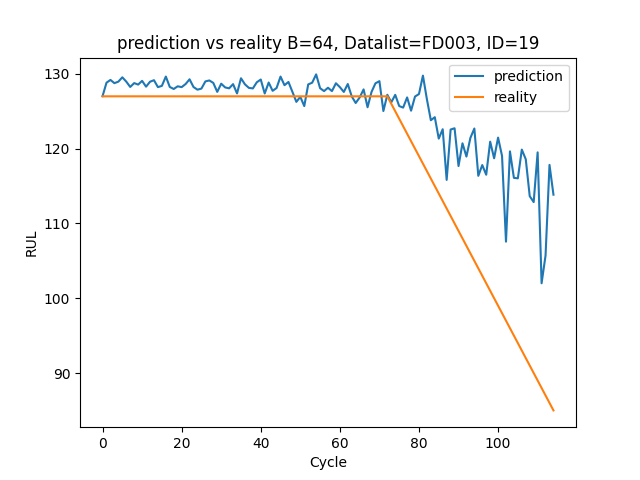 prediction vs reality B=64, Datalist=FD003, ID=19
prediction
reality
130
120
110
100
90
RUL
0 20 40 60 80 100
Cycle